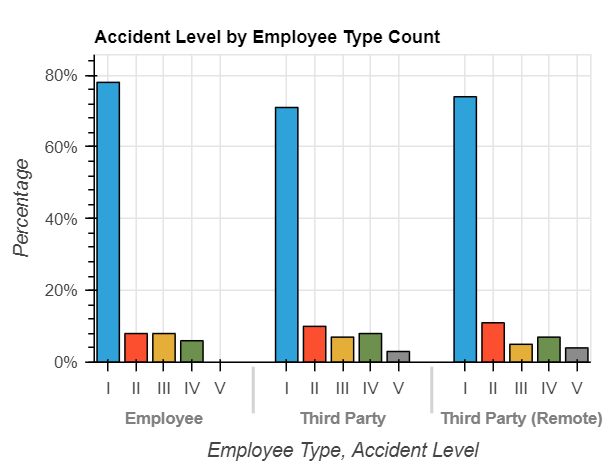 Accident Level by Employee Type Count
Percentage
80%
60%
40%
20%
0%
I II III IV V I II III IV V I II III IV V
Employee Third Party Third Party (Remote)
Employee Type, Accident Level